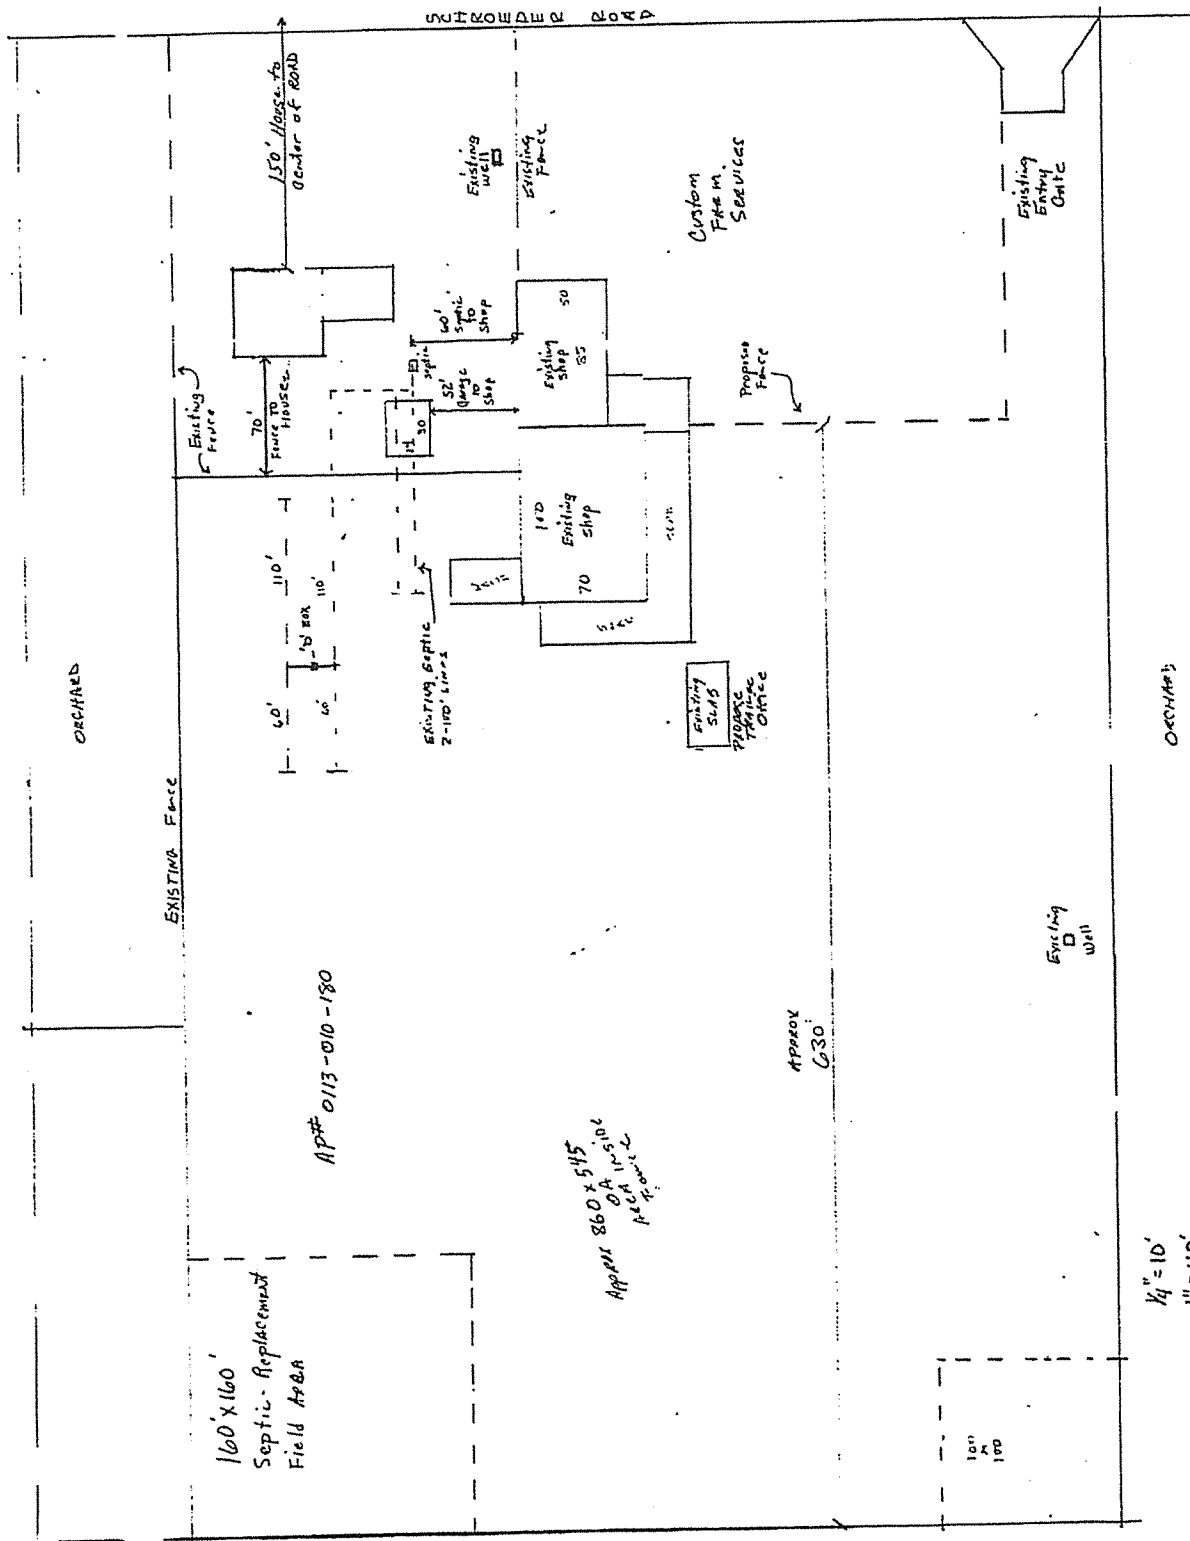 SCHROEDER ROAD
150' House to
Center of ROAD
Existing
Well
Existing
Fence
Custom
FARM
SERVICES
Existing
Entry
Gate
Existing
Fence
70'
Fence to
House
60'
Septic
to
Shop
septic
52'
Garage
to
Shop
30
Existing
Shop
85
50
Proposed
Fence
100
Existing
Shop
70
110'
'D' BOX
110'
60'
60'
Existing Septic
2-100' LINES
Existing
SLAB
PROPOSE
TRAILER
OFFICE
ORCHARD
ORCHARD
EXISTING Fence
Existing
Well
AP# 0113-010-180
APPROX
630'
APPROX 860 x 545
OA INSIDE
AREA
Fence
160' x 160'
Septic-Replacement
Field AREA
100
x
100
1/4" = 10'